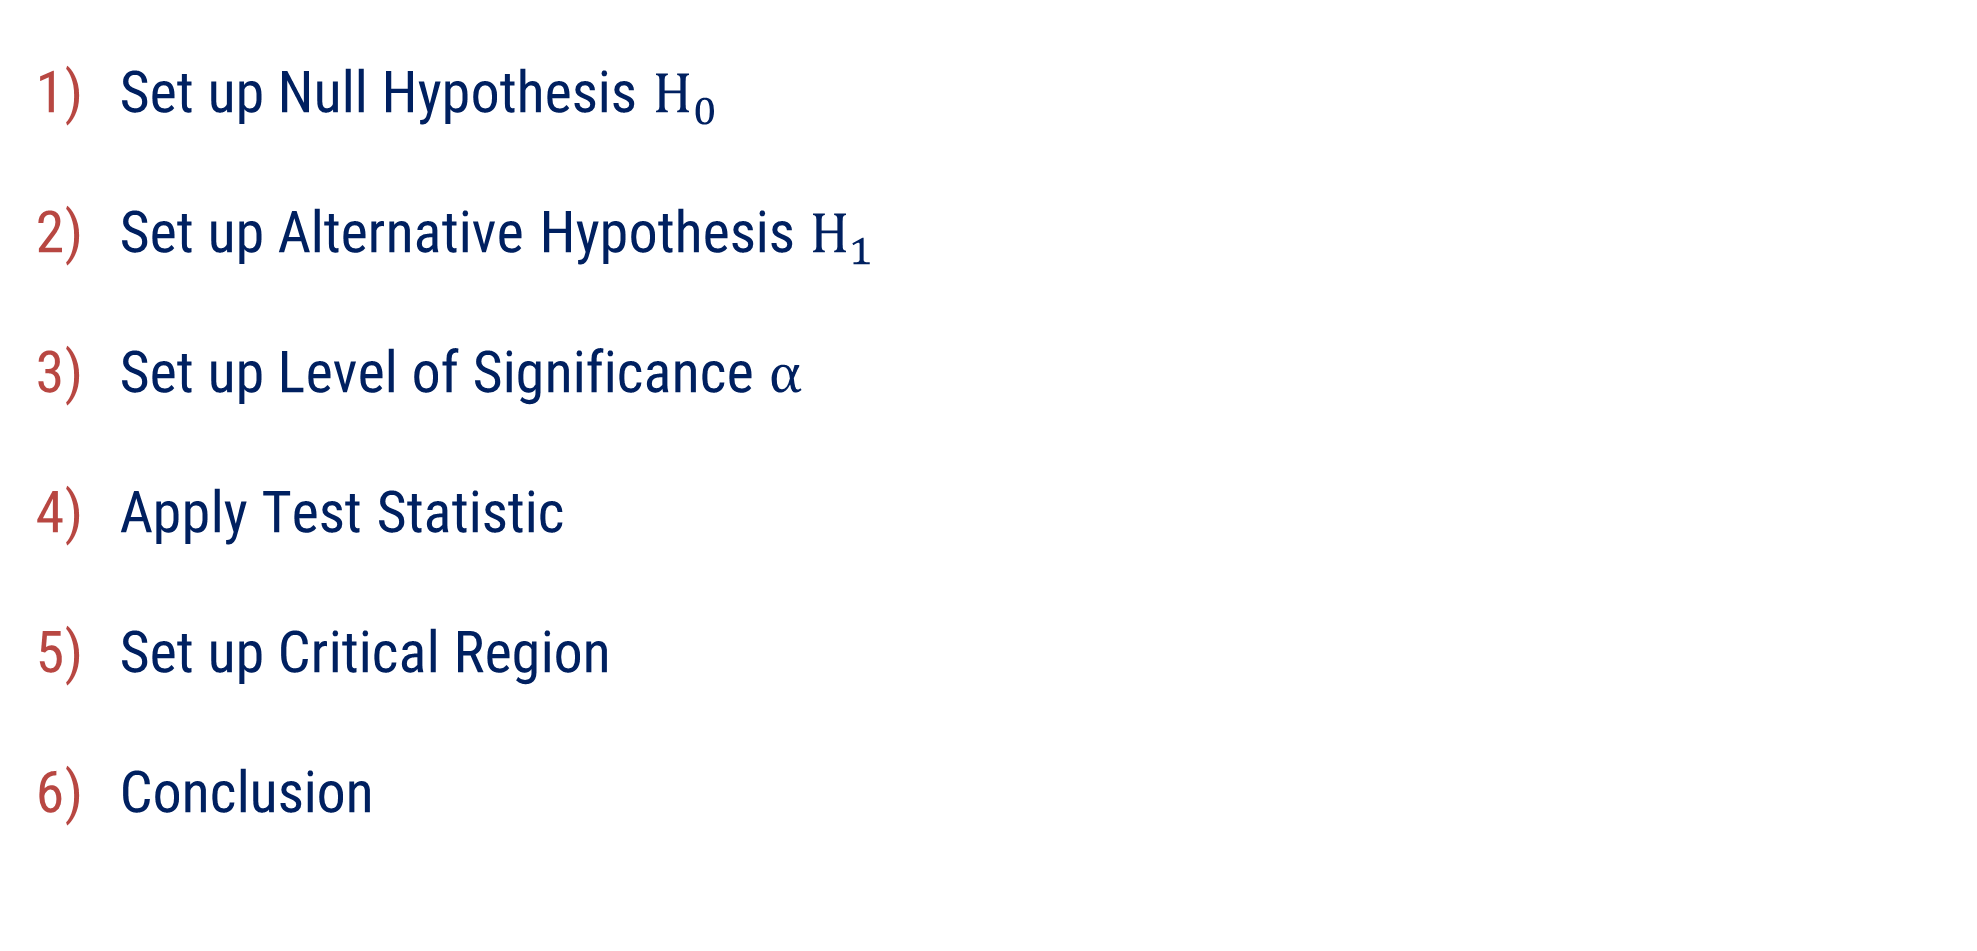 1) Set up Null Hypothesis H₀
2) Set up Alternative Hypothesis H₁
3) Set up Level of Significance α
4) Apply Test Statistic
5) Set up Critical Region
6) Conclusion